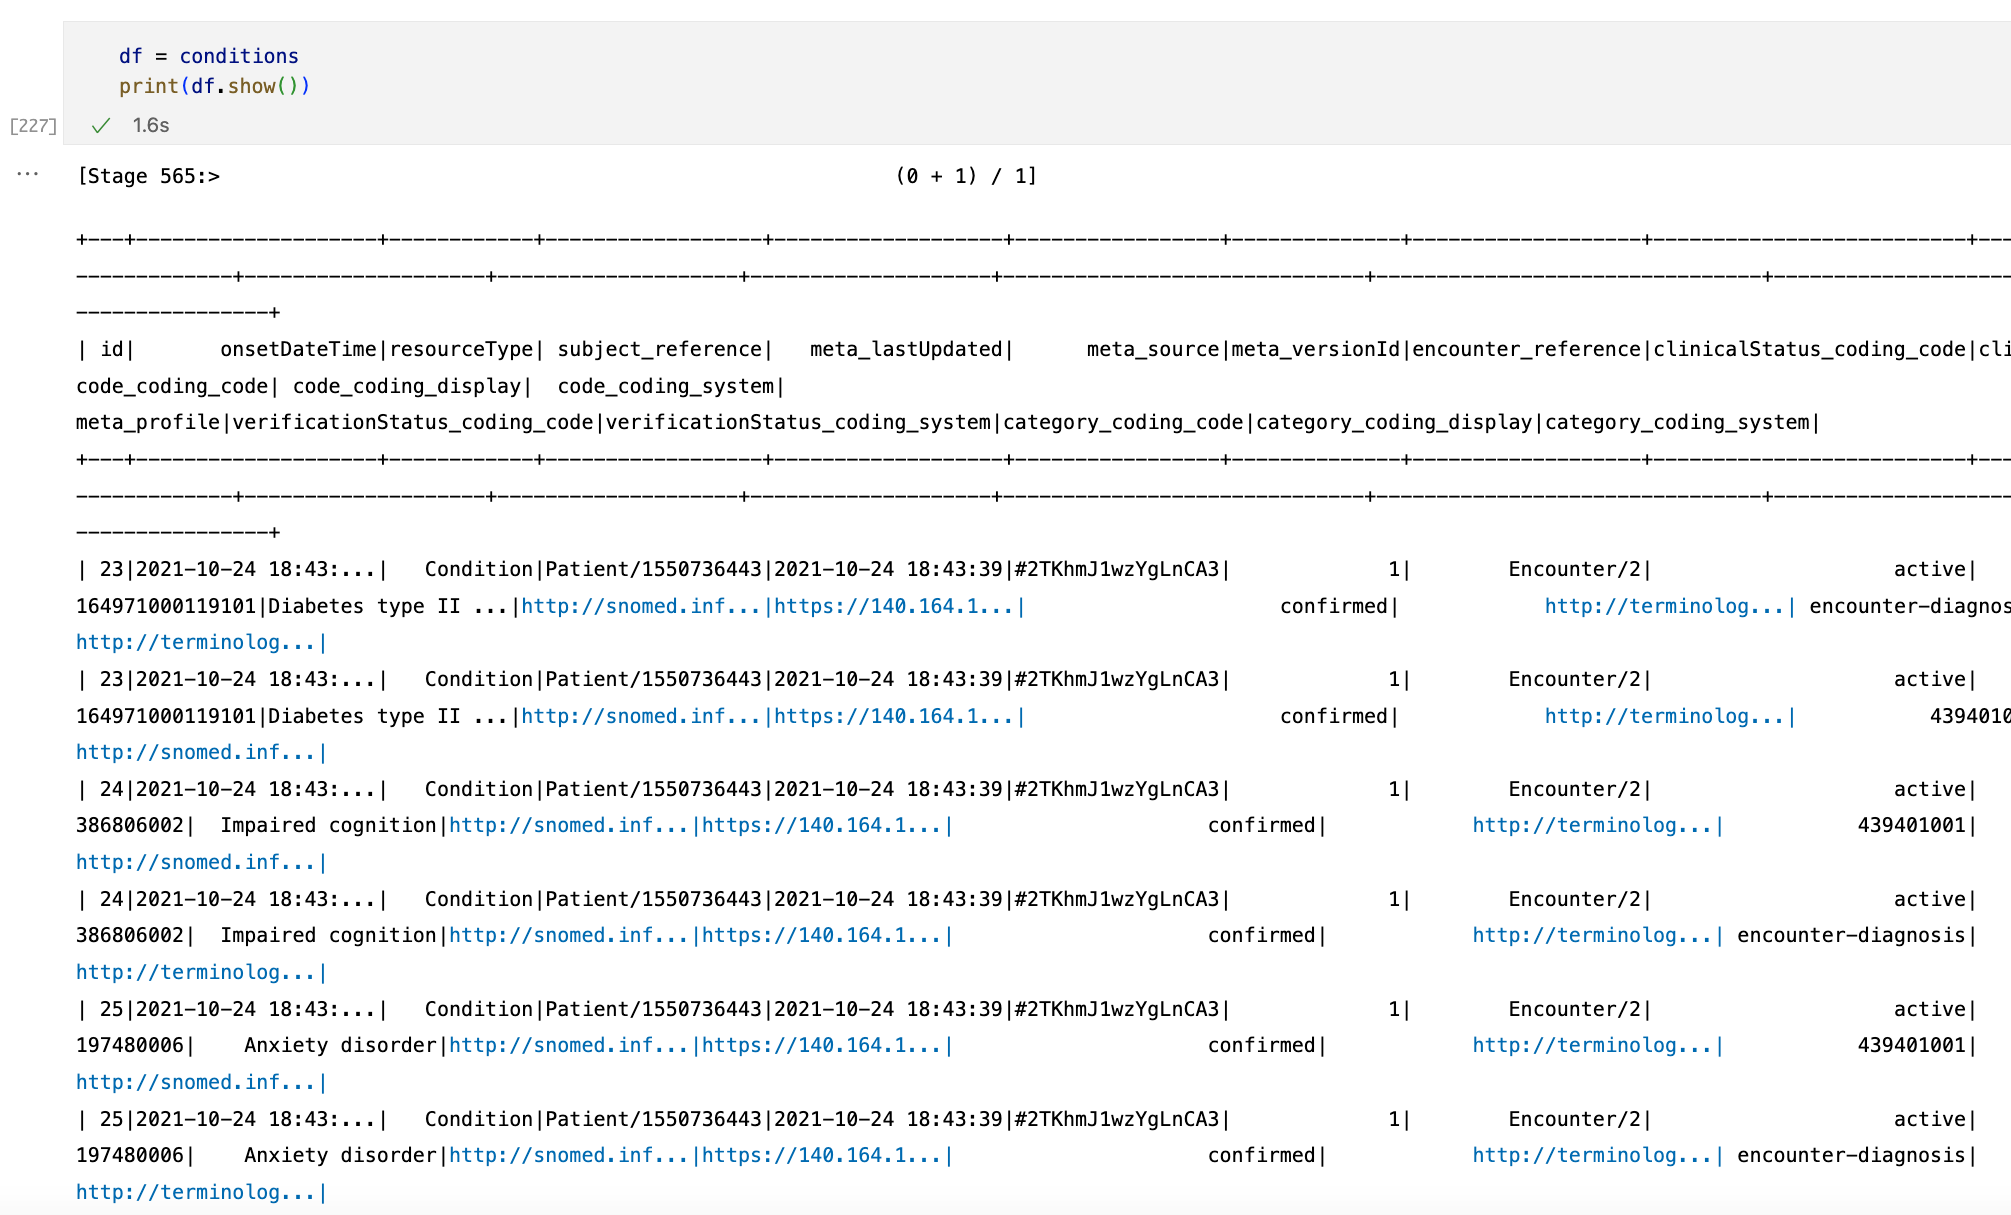 df = conditions
print(df.show())
[227] ✓ 1.6s
... [Stage 565:> (0 + 1) / 1]
+---+--------------------+------------+------------------+-------------------+-----------------+--------------+-------------------+--------------------------+---
-------------+--------------------+--------------------+--------------------+------------------------------+--------------------------------+--------------------
----------------+
| id| onsetDateTime|resourceType| subject_reference| meta_lastUpdated| meta_source|meta_versionId|encounter_reference|clinicalStatus_coding_code|cli
code_coding_code| code_coding_display| code_coding_system|
meta_profile|verificationStatus_coding_code|verificationStatus_coding_system|category_coding_code|category_coding_display|category_coding_system|
+---+--------------------+------------+------------------+-------------------+-----------------+--------------+-------------------+--------------------------+---
-------------+--------------------+--------------------+--------------------+------------------------------+--------------------------------+--------------------
----------------+
| 23|2021-10-24 18:43:...| Condition|Patient/1550736443|2021-10-24 18:43:39|#2TKhmJ1wzYgLnCA3| 1| Encounter/2| active|
164971000119101|Diabetes type II ...|http://snomed.inf...|https://140.164.1...| confirmed| http://terminolog...| encounter-diagnos
http://terminolog...|
| 23|2021-10-24 18:43:...| Condition|Patient/1550736443|2021-10-24 18:43:39|#2TKhmJ1wzYgLnCA3| 1| Encounter/2| active|
164971000119101|Diabetes type II ...|http://snomed.inf...|https://140.164.1...| confirmed| http://terminolog...| 4394010
http://snomed.inf...|
| 24|2021-10-24 18:43:...| Condition|Patient/1550736443|2021-10-24 18:43:39|#2TKhmJ1wzYgLnCA3| 1| Encounter/2| active|
386806002| Impaired cognition|http://snomed.inf...|https://140.164.1...| confirmed| http://terminolog...| 439401001|
http://snomed.inf...|
| 24|2021-10-24 18:43:...| Condition|Patient/1550736443|2021-10-24 18:43:39|#2TKhmJ1wzYgLnCA3| 1| Encounter/2| active|
386806002| Impaired cognition|http://snomed.inf...|https://140.164.1...| confirmed| http://terminolog...| encounter-diagnosis|
http://terminolog...|
| 25|2021-10-24 18:43:...| Condition|Patient/1550736443|2021-10-24 18:43:39|#2TKhmJ1wzYgLnCA3| 1| Encounter/2| active|
197480006| Anxiety disorder|http://snomed.inf...|https://140.164.1...| confirmed| http://terminolog...| 439401001|
http://snomed.inf...|
| 25|2021-10-24 18:43:...| Condition|Patient/1550736443|2021-10-24 18:43:39|#2TKhmJ1wzYgLnCA3| 1| Encounter/2| active|
197480006| Anxiety disorder|http://snomed.inf...|https://140.164.1...| confirmed| http://terminolog...| encounter-diagnosis|
http://terminolog...|